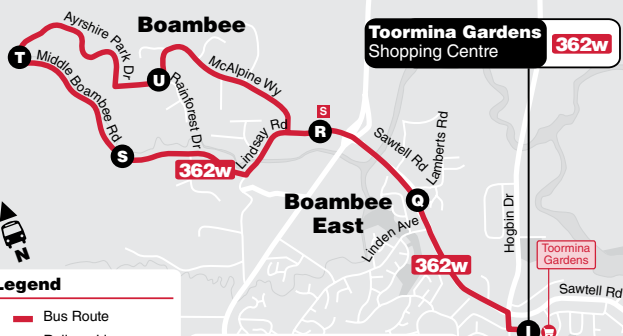 Boambee
Toormina Gardens
Shopping Centre
362w
T
Ayrshire Park Dr
Middle Boambee Rd
U
Rainforest Dr
McAlpine Wy
Lindsay Rd
S
R
S
362w
Sawtell Rd
Lamberts Rd
Boambee
East
Q
Linden Ave
Hogbin Dr
362w
Toormina
Gardens
Sawtell Rd
N
Legend
Bus Route